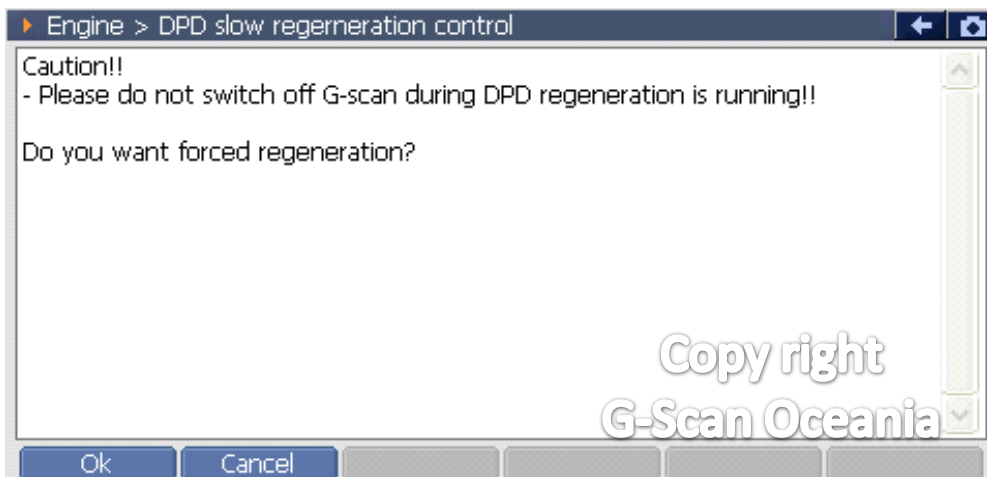 Engine > DPD slow regerneration control
Caution!!
- Please do not switch off G-scan during DPD regeneration is running!!
Do you want forced regeneration?
Copy right
G-Scan Oceania
Ok Cancel